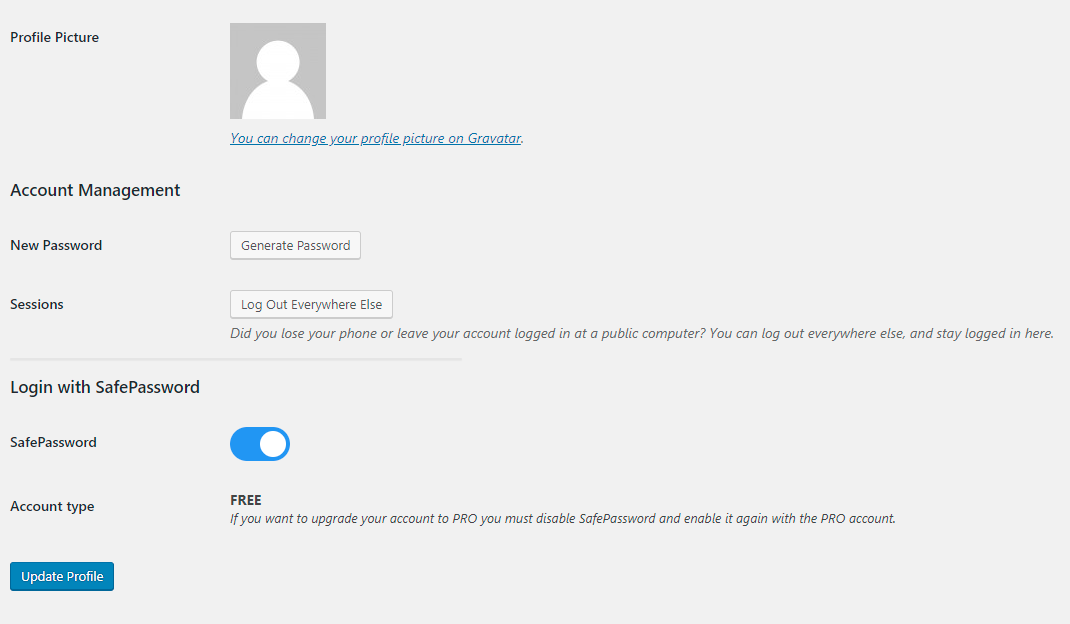 Profile Picture
You can change your profile picture on Gravatar.
Account Management
New Password
Generate Password
Sessions
Log Out Everywhere Else
Did you lose your phone or leave your account logged in at a public computer? You can log out everywhere else, and stay logged in here.
Login with SafePassword
SafePassword
Account type
FREE
If you want to upgrade your account to PRO you must disable SafePassword and enable it again with the PRO account.
Update Profile